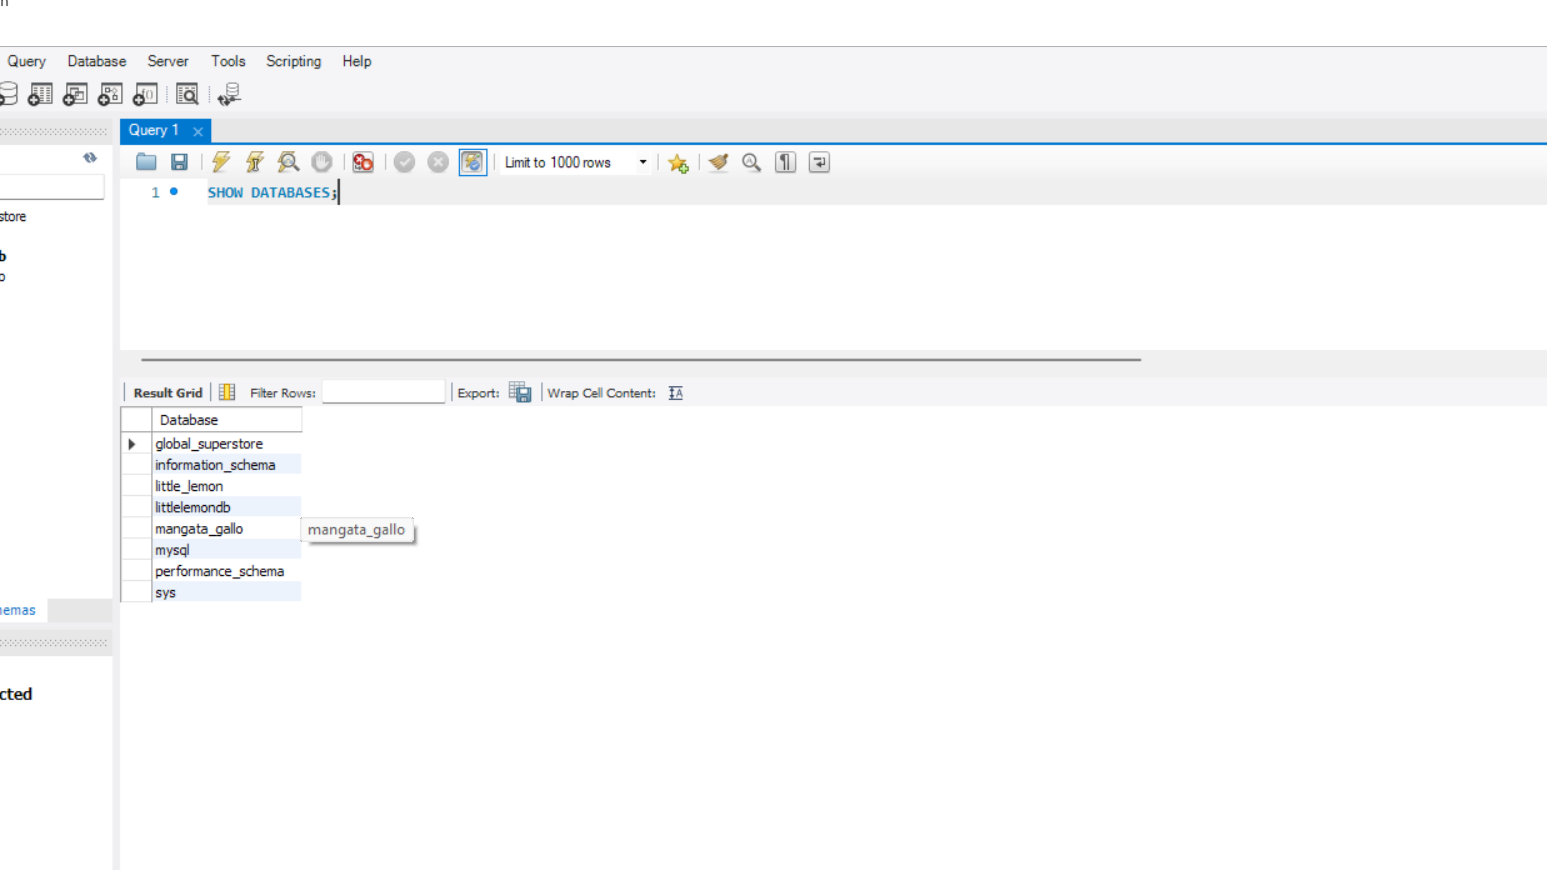 n
Query Database Server Tools Scripting Help
Query 1
Limit to 1000 rows
1 SHOW DATABASES;
store
b
o
Result Grid Filter Rows: Export: Wrap Cell Content:
Database
global_superstore
information_schema
little_lemon
littlelemondb
mangata_gallo mangata_gallo
mysql
performance_schema
sys
hemas
cted